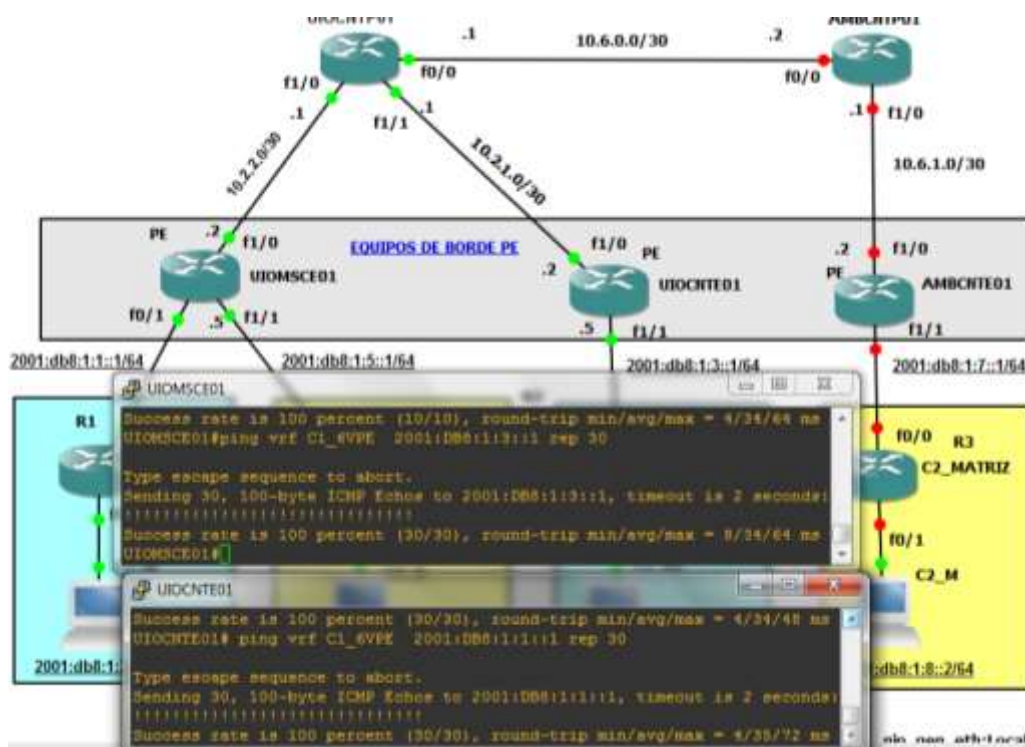 UIOCNTP01
AMBCNTP01
.1
10.6.0.0/30
.2
f0/0
f0/0
f1/0
.1
.1
f1/1
.1
f1/0
10.2.2.0/30
10.2.1.0/30
10.6.1.0/30
PE
.2
f1/0
EQUIPOS DE BORDE PE
f1/0
PE
.2
f1/0
UIOMSCE01
.2
UIOCNTE01
PE
AMBCNTE01
f0/1
.5
f1/1
.5
f1/1
f1/1
2001:db8:1:1::1/64
2001:db8:1:5::1/64
2001:db8:1:3::1/64
2001:db8:1:7::1/64
UIOMSCE01
R1
Success rate is 100 percent (10/10), round-trip min/avg/max = 4/34/64 ms
UIOMSCE01#ping vrf C1_6VPE 2001:DB8:1:3::1 rep 30
Type escape sequence to abort.
Sending 30, 100-byte ICMP Echos to 2001:DB8:1:3::1, timeout is 2 seconds:
!!!!!!!!!!!!!!!!!!!!!!!!!!!!!!
Success rate is 100 percent (30/30), round-trip min/avg/max = 8/34/64 ms
UIOMSCE01#
f0/0
R3
C2_MATRIZ
f0/1
C2_M
UIOCNTE01
Success rate is 100 percent (30/30), round-trip min/avg/max = 4/34/48 ms
UIOCNTE01# ping vrf C1_6VPE 2001:DB8:1:1::1 rep 30
Type escape sequence to abort.
Sending 30, 100-byte ICMP Echos to 2001:DB8:1:1::1, timeout is 2 seconds:
!!!!!!!!!!!!!!!!!!!!!!!!!!!!!!
Success rate is 100 percent (30/30), round-trip min/avg/max = 4/35/72 ms
2001:db8:1:
:db8:1:8::2/64